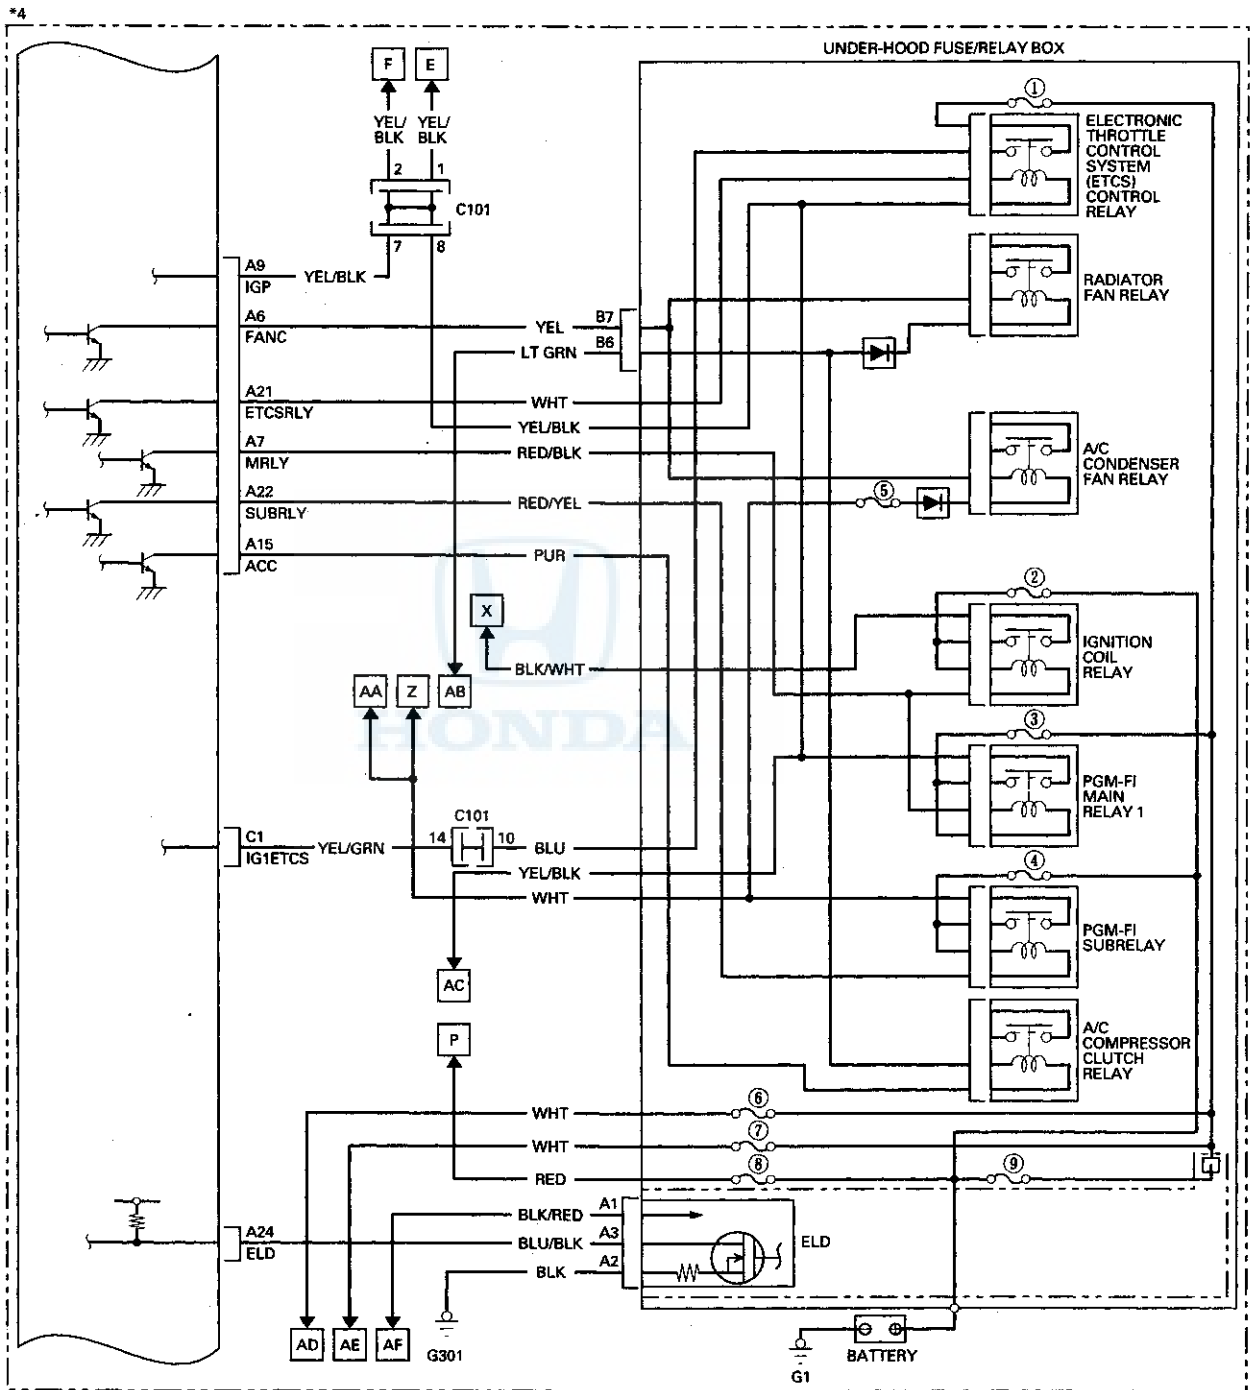 *4
UNDER-HOOD FUSE/RELAY BOX
F
E
YEL/
BLK
YEL/
BLK
2
1
C101
7
8
1
ELECTRONIC
THROTTLE
CONTROL
SYSTEM
(ETCS)
CONTROL
RELAY
A9
IGP
YEL/BLK
RADIATOR
FAN RELAY
A6
FANC
YEL
B7
LT GRN
B6
A21
ETCSRLY
WHT
YEL/BLK
A7
MRLY
RED/BLK
A/C
CONDENSER
FAN RELAY
A22
SUBRLY
RED/YEL
5
A15
ACC
PUR
2
X
BLK/WHT
IGNITION
COIL
RELAY
AA
Z
AB
HONDA
3
PGM-FI
MAIN
RELAY 1
C1
IG1ETCS
YEL/GRN
C101
14
10
BLU
YEL/BLK
WHT
4
PGM-FI
SUBRELAY
AC
P
A/C
COMPRESSOR
CLUTCH
RELAY
WHT
6
WHT
7
RED
8
9
A24
ELD
BLK/RED
A1
BLU/BLK
A3
BLK
A2
ELD
AD
AE
AF
G301
G1
BATTERY